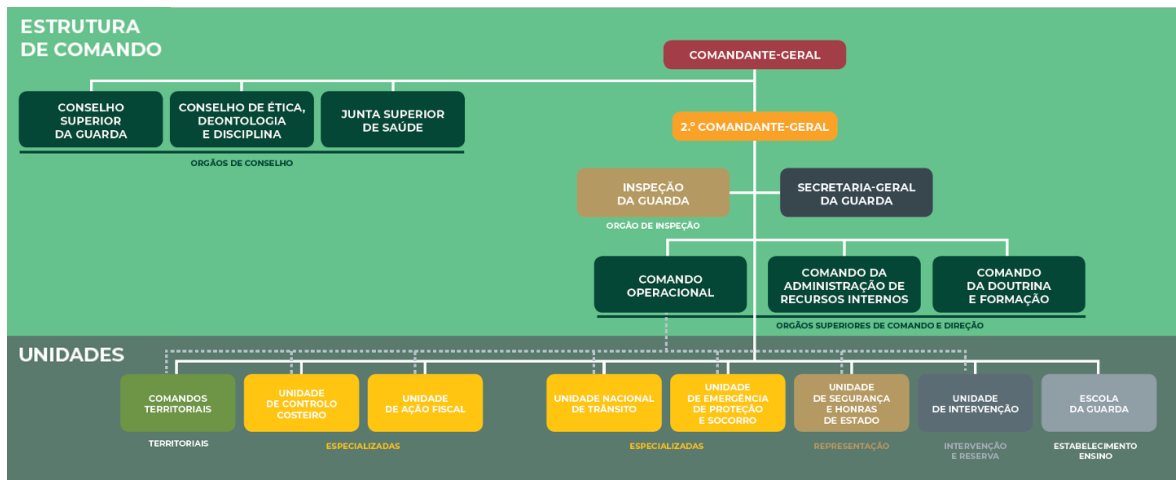 ESTRUTURA
DE COMANDO
COMANDANTE-GERAL
CONSELHO
SUPERIOR
DA GUARDA
CONSELHO DE ÉTICA,
DEONTOLOGIA
E DISCIPLINA
JUNTA SUPERIOR
DE SAÚDE
ORGÃOS DE CONSELHO
2.º COMANDANTE-GERAL
INSPEÇÃO
DA GUARDA
ORGÃO DE INSPEÇÃO
SECRETARIA-GERAL
DA GUARDA
COMANDO
OPERACIONAL
COMANDO DA
ADMINISTRAÇÃO DE
RECURSOS INTERNOS
COMANDO
DA DOUTRINA
E FORMAÇÃO
ORGÃOS SUPERIORES DE COMANDO E DIREÇÃO
UNIDADES
COMANDOS
TERRITORIAIS
TERRITORIAIS
UNIDADE
DE CONTROLO
COSTEIRO
UNIDADE
DE AÇÃO FISCAL
ESPECIALIZADAS
UNIDADE NACIONAL
DE TRÂNSITO
UNIDADE
DE EMERGÊNCIA
DE PROTEÇÃO
E SOCORRO
ESPECIALIZADAS
UNIDADE
DE SEGURANÇA
E HONRAS
DE ESTADO
REPRESENTAÇÃO
UNIDADE
DE INTERVENÇÃO
INTERVENÇÃO
E RESERVA
ESCOLA
DA GUARDA
ESTABELECIMENTO
ENSINO